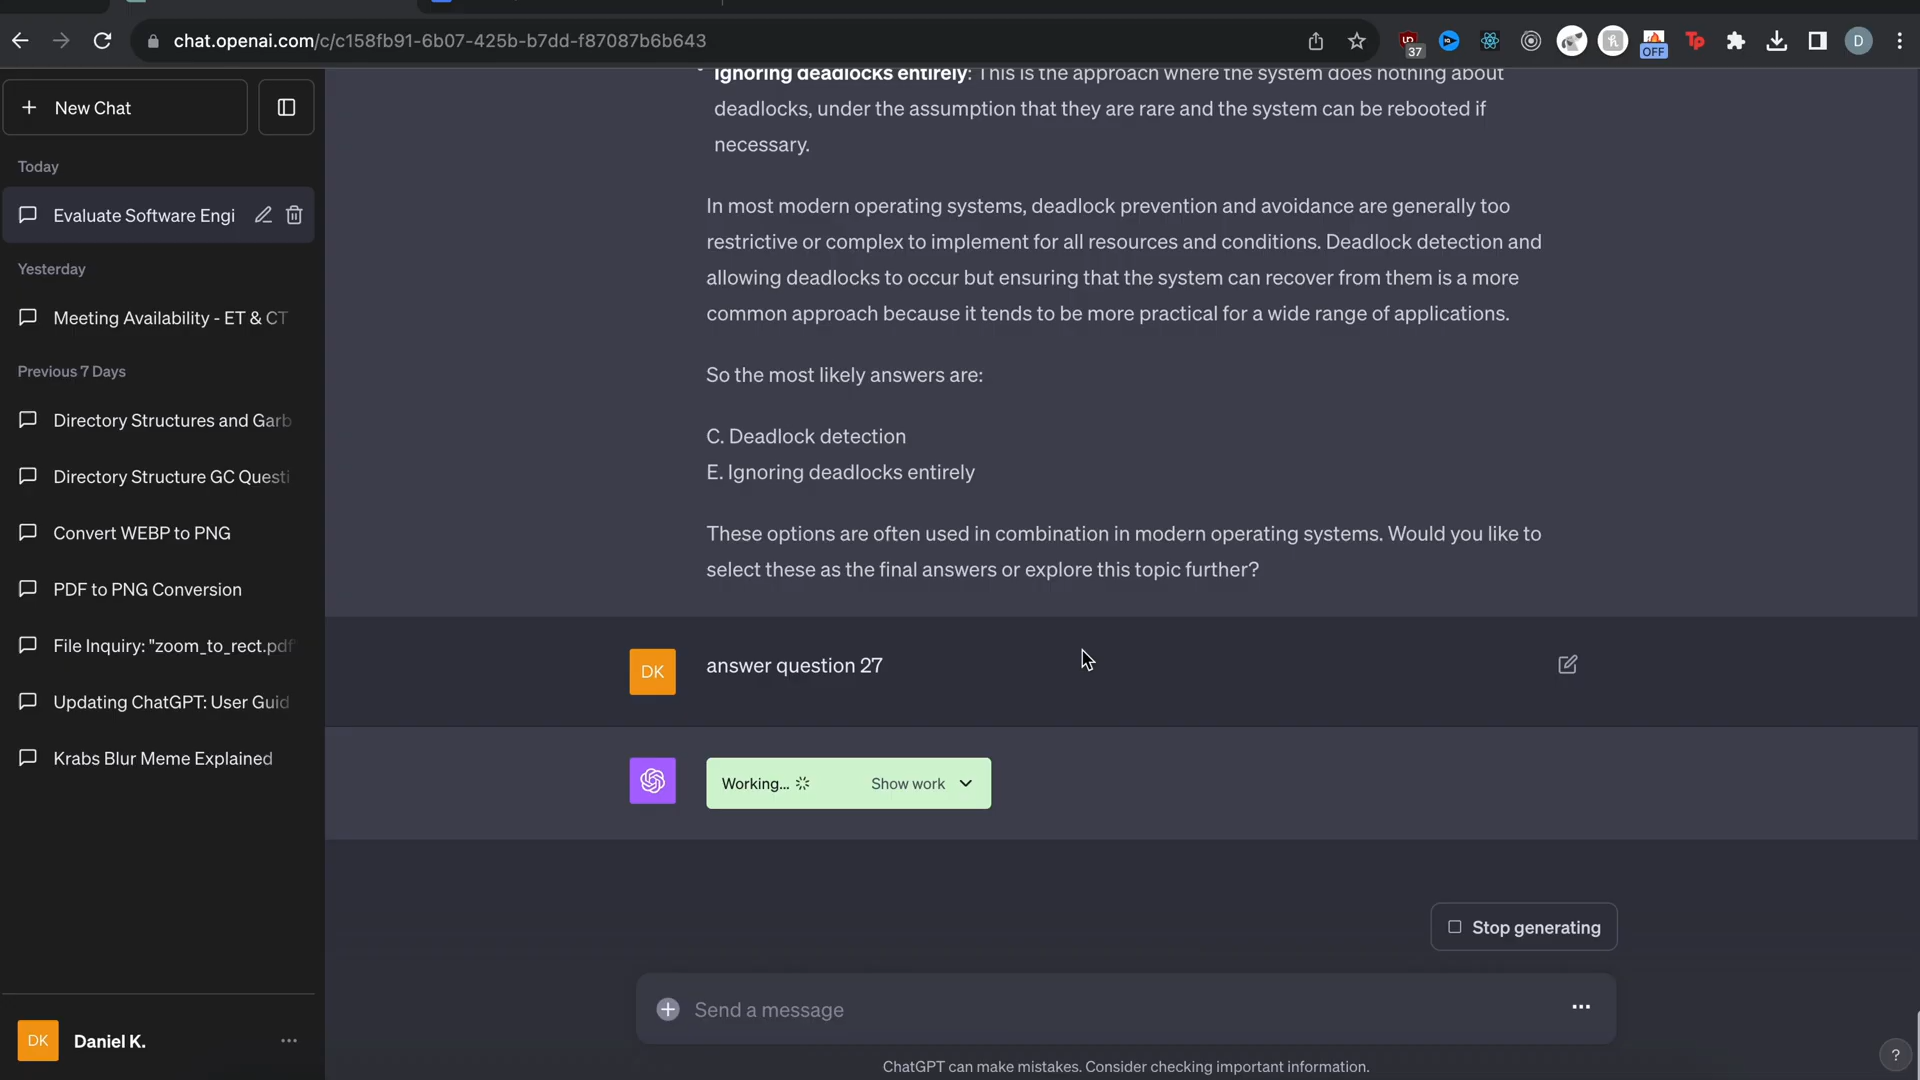 chat.openai.com/c/c158fb91-6b07-425b-b7dd-f87087b6b643
37
OFF
Tp
D
New Chat
Today
Evaluate Software Engi
Yesterday
Meeting Availability - ET & CT
Previous 7 Days
Directory Structures and Garb
Directory Structure GC Questi
Convert WEBP to PNG
PDF to PNG Conversion
File Inquiry: "zoom_to_rect.pdf"
Updating ChatGPT: User Guid
Krabs Blur Meme Explained
DK
Daniel K.
Ignoring deadlocks entirely: This is the approach where the system does nothing about
deadlocks, under the assumption that they are rare and the system can be rebooted if
necessary.
In most modern operating systems, deadlock prevention and avoidance are generally too
restrictive or complex to implement for all resources and conditions. Deadlock detection and
allowing deadlocks to occur but ensuring that the system can recover from them is a more
common approach because it tends to be more practical for a wide range of applications.
So the most likely answers are:
C. Deadlock detection
E. Ignoring deadlocks entirely
These options are often used in combination in modern operating systems. Would you like to
select these as the final answers or explore this topic further?
DK
answer question 27
Working... Show work
Stop generating
Send a message
ChatGPT can make mistakes. Consider checking important information.
?